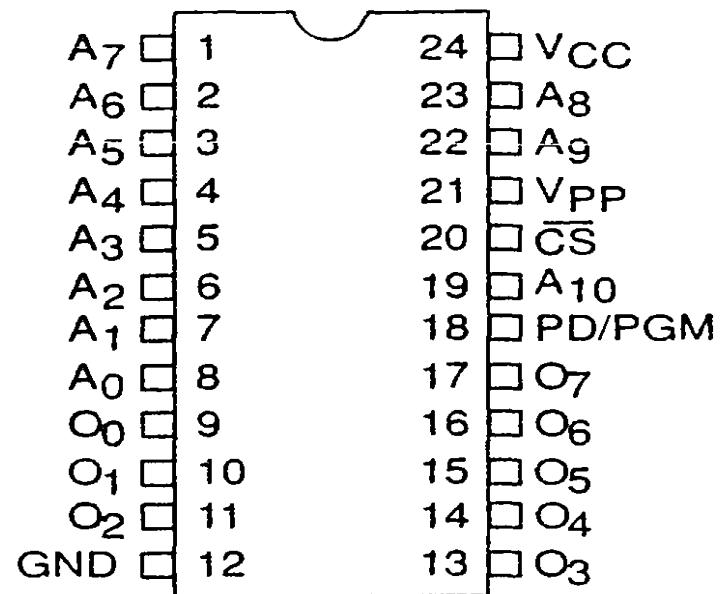 A7 1 24 VCC
A6 2 23 A8
A5 3 22 A9
A4 4 21 VPP
A3 5 20 C̅S̅
A2 6 19 A10
A1 7 18 PD/PGM
A0 8 17 O7
O0 9 16 O6
O1 10 15 O5
O2 11 14 O4
GND 12 13 O3